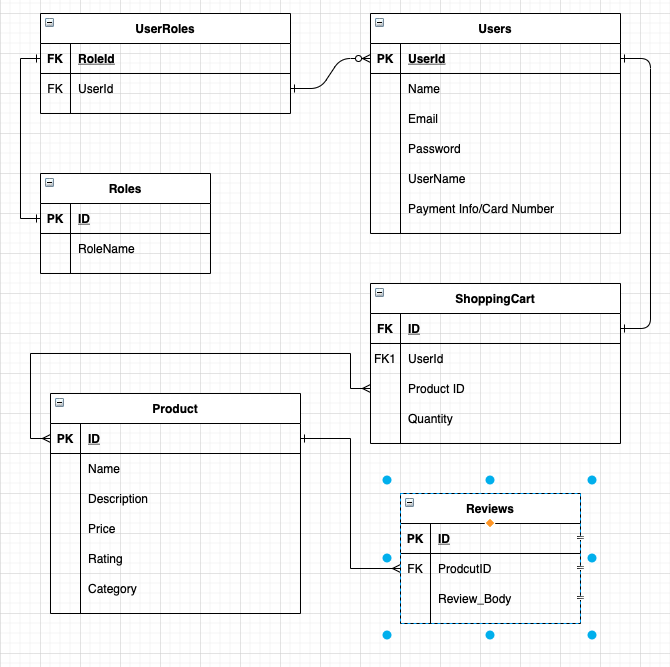 UserRoles
FK RoleId
FK UserId
Users
PK UserId
Name
Email
Password
UserName
Payment Info/Card Number
Roles
PK ID
RoleName
ShoppingCart
FK ID
FK1 UserId
Product ID
Quantity
Product
PK ID
Name
Description
Price
Rating
Category
Reviews
PK ID
FK ProdcutID
Review_Body